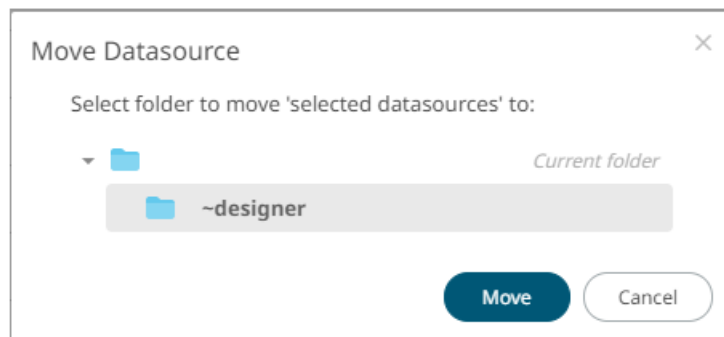 Move Datasource
Select folder to move 'selected datasources' to:
Current folder
~designer
Move
Cancel